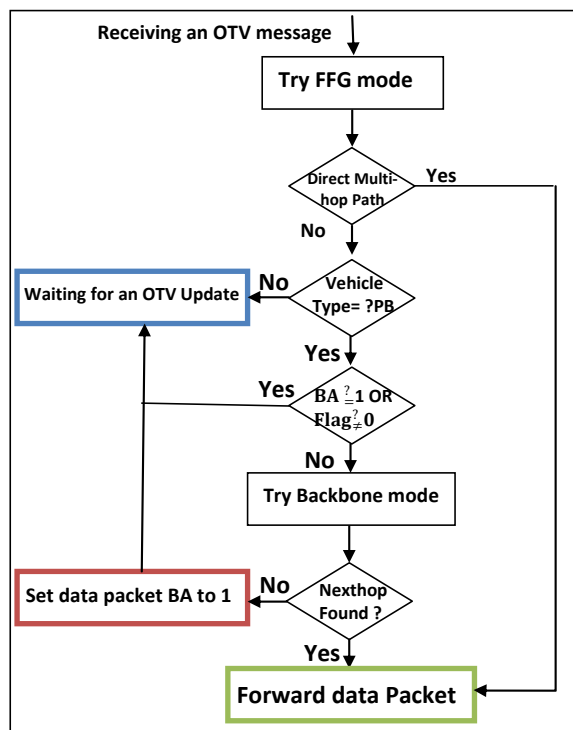 Receiving an OTV message
Try FFG mode
Direct Multi-
hop Path
Yes
No
Vehicle
Type= ?PB
No
Waiting for an OTV Update
Yes
Yes
BA ≟1 OR
Flag≠?0
No
Try Backbone mode
Nexthop
Found ?
No
Set data packet BA to 1
Yes
Forward data Packet